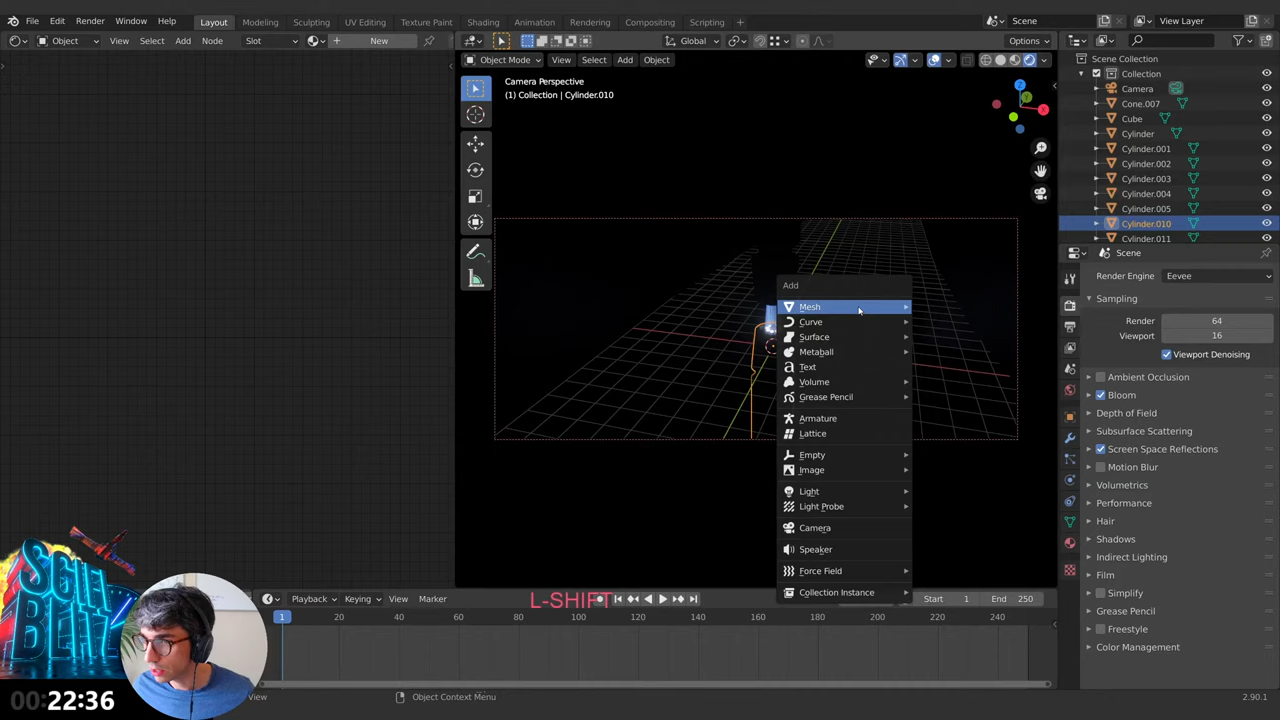 File Edit Render Window Help Layout Modeling Sculpting UV Editing Texture Paint Shading Animation Rendering Compositing Scripting + Scene View Layer
Object View Select Add Node Slot New Global Options
Object Mode View Select Add Object
Camera Perspective
(1) Collection | Cylinder.010
Z
Y
X
Scene Collection
Collection
Camera
Cone.007
Cube
Cylinder
Cylinder.001
Cylinder.002
Cylinder.003
Cylinder.004
Cylinder.005
Cylinder.010
Cylinder.011
Scene
Render Engine Eevee
Sampling
Render 64
Viewport 16
Viewport Denoising
Ambient Occlusion
Bloom
Depth of Field
Subsurface Scattering
Screen Space Reflections
Motion Blur
Volumetrics
Performance
Hair
Shadows
Indirect Lighting
Film
Simplify
Grease Pencil
Freestyle
Color Management
Add
Mesh
Curve
Surface
Metaball
Text
Volume
Grease Pencil
Armature
Lattice
Empty
Image
Light
Light Probe
Camera
Speaker
Force Field
Collection Instance
L-SHIFT
Playback Keying View Marker Start 1 End 250
1 20 40 60 80 100 120 140 160 180 200 220 240
SCIFI
BLITZ
00:22:36
View Object Context Menu 2.90.1